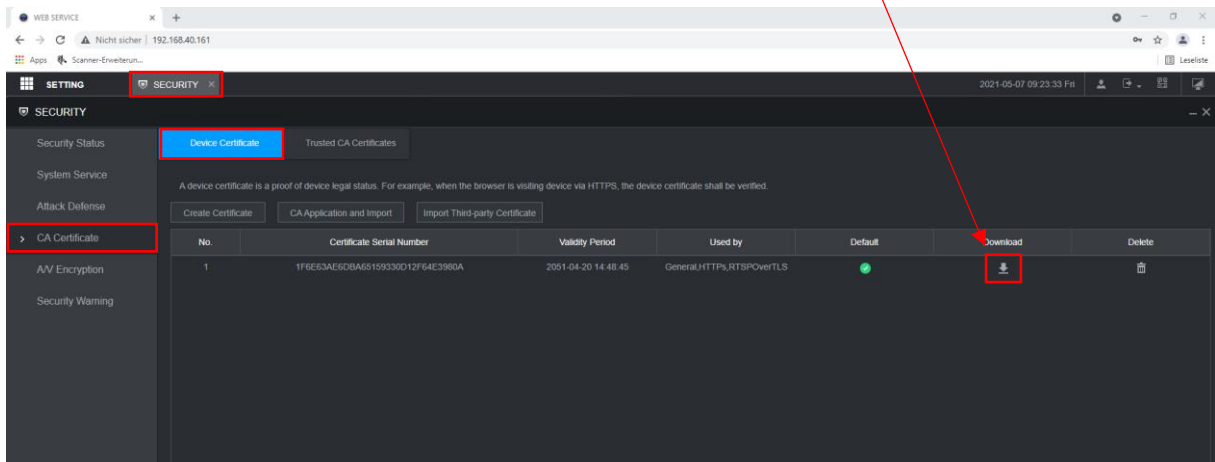 WEB SERVICE
Nicht sicher | 192.168.40.161
Apps Scanner-Erweiterun... Leseliste
SETTING SECURITY 2021-05-07 09:23:33 Fri
SECURITY
Security Status
System Service
Attack Defense
CA Certificate
A/V Encryption
Security Warning
Device Certificate Trusted CA Certificates
A device certificate is a proof of device legal status. For example, when the browser is visiting device via HTTPS, the device certificate shall be verified.
Create Certificate CA Application and Import Import Third-party Certificate
No. Certificate Serial Number Validity Period Used by Default Download Delete
1 1F6E63AE6DBA65159330D12F64E3980A 2051-04-20 14:48:45 General,HTTPs,RTSPOverTLS